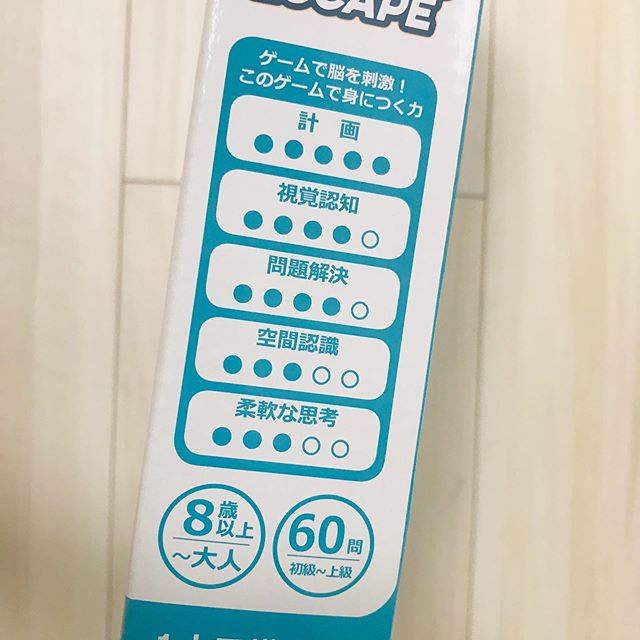 ESCAPE
ゲームで脳を刺激！
このゲームで身につく力
計 画
視覚認知
問題解決
空間認識
柔軟な思考
8歳以上
～大人
60問
初級～上級